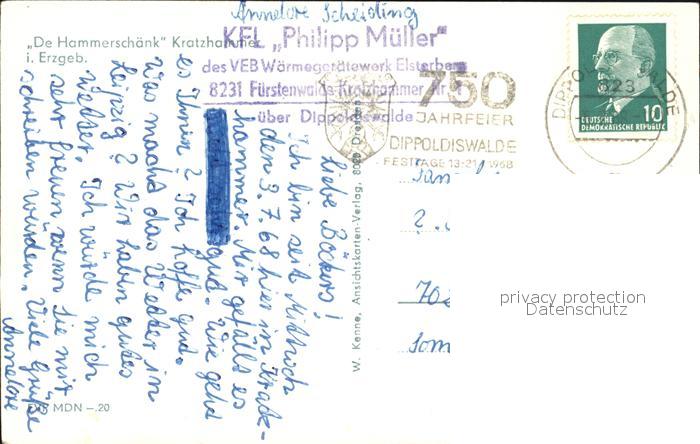 Annelore Scheiding
„De Hammerschänk" Kratzhammer
i. Erzgeb.
KFL „Philipp Müller"
des VEB Wärmegerätewerk Elsterberg
8231 Fürstenwalde-Kratzhammer Nr. 1
über Dippoldiswalde
750
JAHRFEIER
DIPPOLDISWALDE
FESTTAGE 13-21. 1968
DIPPOLDISWALDE
823
10
DEUTSCHE
DEMOKRATISCHE REPUBLIK
Liebe Böckers!
Ich bin seit Mittwoch
den 3.7.68 hier in Kratz-
hammer. Mir gefällt es
gut. Wie geht
es Ihnen? Ich hoffe gut.
Was macht das Wetter in
Leipzig? Wir haben gutes
Wetter. Ich würde mich
sehr freuen wenn Sie mir
schreiben würden. Viele Grüße
Annelore
W. Kenne, Ansichtskarten-Verlag, Dresden
MDN -.20
privacy protection
Datenschutz